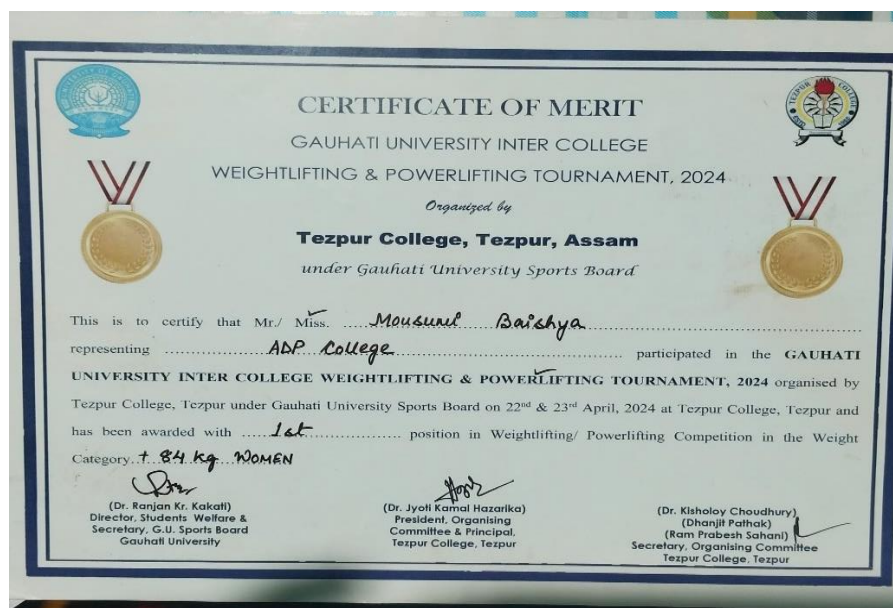 CERTIFICATE OF MERIT
GAUHATI UNIVERSITY INTER COLLEGE
WEIGHTLIFTING & POWERLIFTING TOURNAMENT, 2024
Organized by
Tezpur College, Tezpur, Assam
under Gauhati University Sports Board
This is to certify that Mr./ Miss. Mousumi Baishya
representing ADP College participated in the GAUHATI
UNIVERSITY INTER COLLEGE WEIGHTLIFTING & POWERLIFTING TOURNAMENT, 2024 organised by
Tezpur College, Tezpur under Gauhati University Sports Board on 22nd & 23rd April, 2024 at Tezpur College, Tezpur and
has been awarded with 1st position in Weightlifting/ Powerlifting Competition in the Weight
Category + 84 kg WOMEN
(Dr. Ranjan Kr. Kakati)
Director, Students Welfare &
Secretary, G.U. Sports Board
Gauhati University
(Dr. Jyoti Kamal Hazarika)
President, Organising
Committee & Principal,
Tezpur College, Tezpur
(Dr. Kisholoy Choudhury)
(Dhanjit Pathak)
(Ram Prabesh Sahani)
Secretary, Organising Committee
Tezpur College, Tezpur